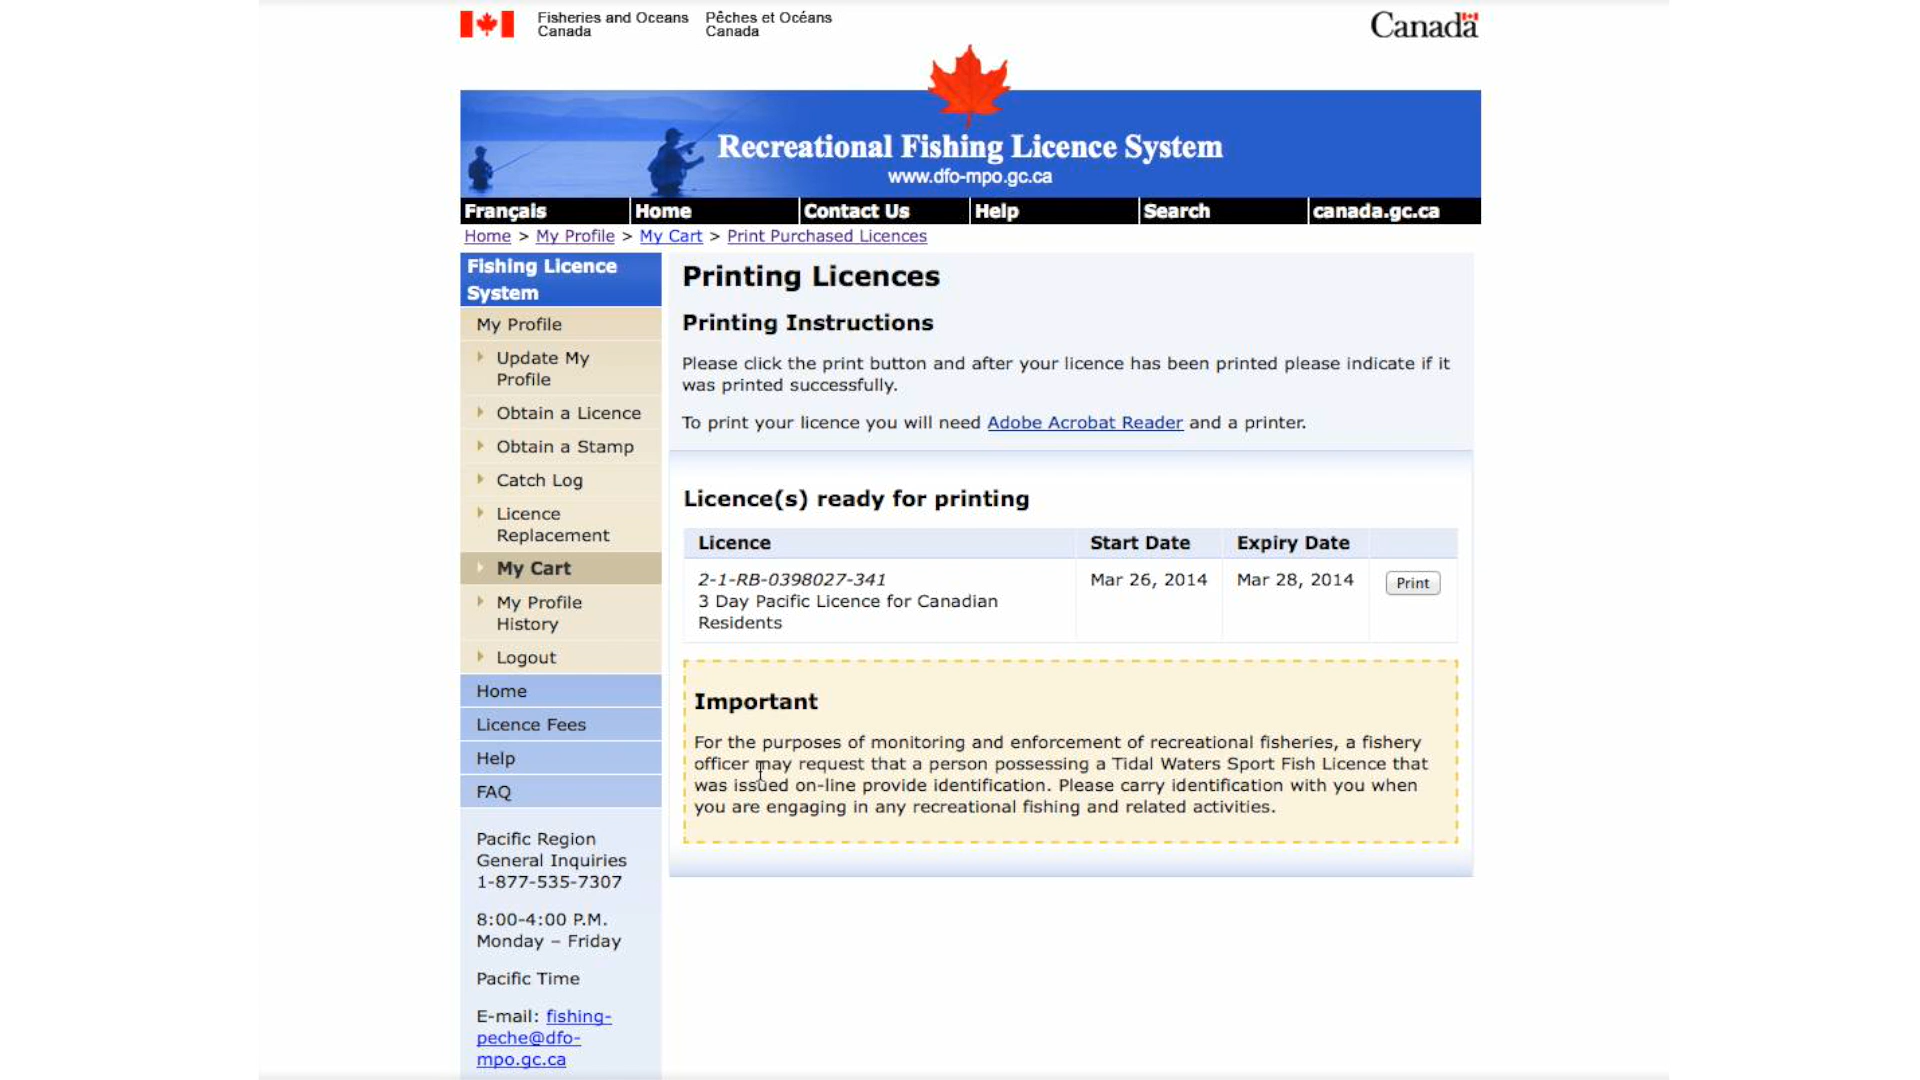 Fisheries and Oceans Canada
Pêches et Océans Canada
Canada
Recreational Fishing Licence System
www.dfo-mpo.gc.ca
Français Home Contact Us Help Search canada.gc.ca
Home > My Profile > My Cart > Print Purchased Licences
Fishing Licence
System
My Profile
Update My
Profile
Obtain a Licence
Obtain a Stamp
Catch Log
Licence
Replacement
My Cart
My Profile
History
Logout
Home
Licence Fees
Help
FAQ
Pacific Region
General Inquiries
1-877-535-7307
8:00-4:00 P.M.
Monday – Friday
Pacific Time
E-mail: fishing-
peche@dfo-
mpo.gc.ca
Printing Licences
Printing Instructions
Please click the print button and after your licence has been printed please indicate if it
was printed successfully.
To print your licence you will need Adobe Acrobat Reader and a printer.
Licence(s) ready for printing
Licence Start Date Expiry Date
2-1-RB-0398027-341 Mar 26, 2014 Mar 28, 2014 Print
3 Day Pacific Licence for Canadian
Residents
Important
For the purposes of monitoring and enforcement of recreational fisheries, a fishery
officer may request that a person possessing a Tidal Waters Sport Fish Licence that
was issued on-line provide identification. Please carry identification with you when
you are engaging in any recreational fishing and related activities.